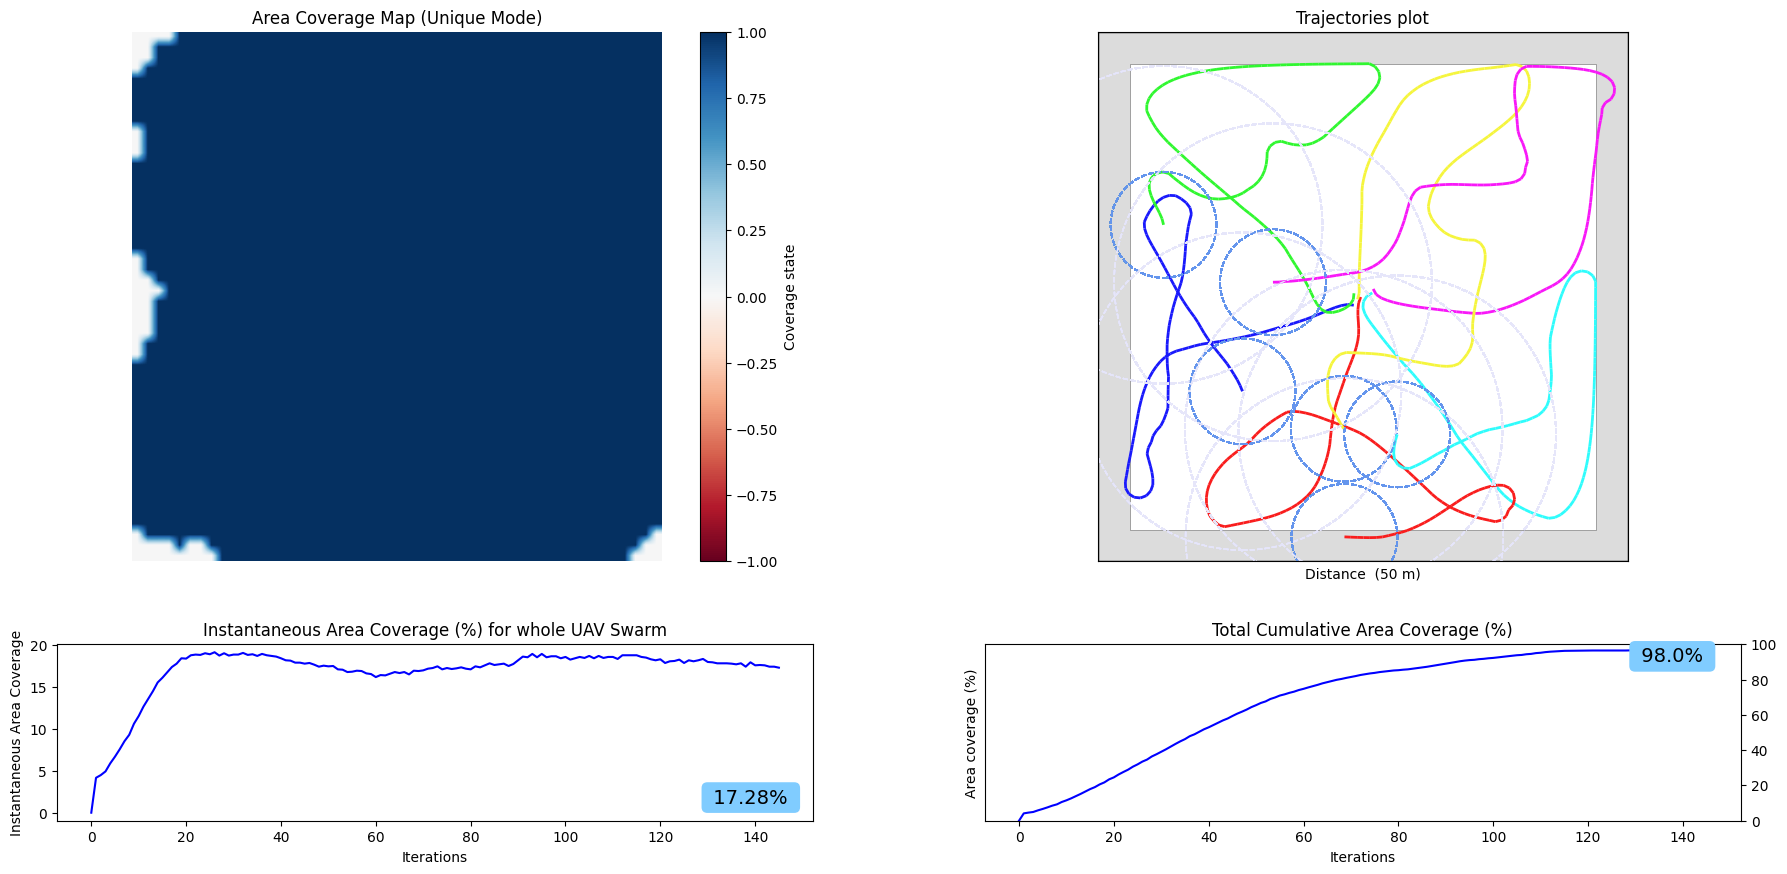 Area Coverage Map (Unique Mode)
1.00
0.75
0.50
0.25
0.00
−0.25
−0.50
−0.75
−1.00
Coverage state
Trajectories plot
Distance  (50 m)
Instantaneous Area Coverage (%) for whole UAV Swarm
Instantaneous Area Coverage
20
15
10
5
0
17.28%
0 20 40 60 80 100 120 140
Iterations
Total Cumulative Area Coverage (%)
Area coverage (%)
98.0%
100
80
60
40
20
0
0 20 40 60 80 100 120 140
Iterations